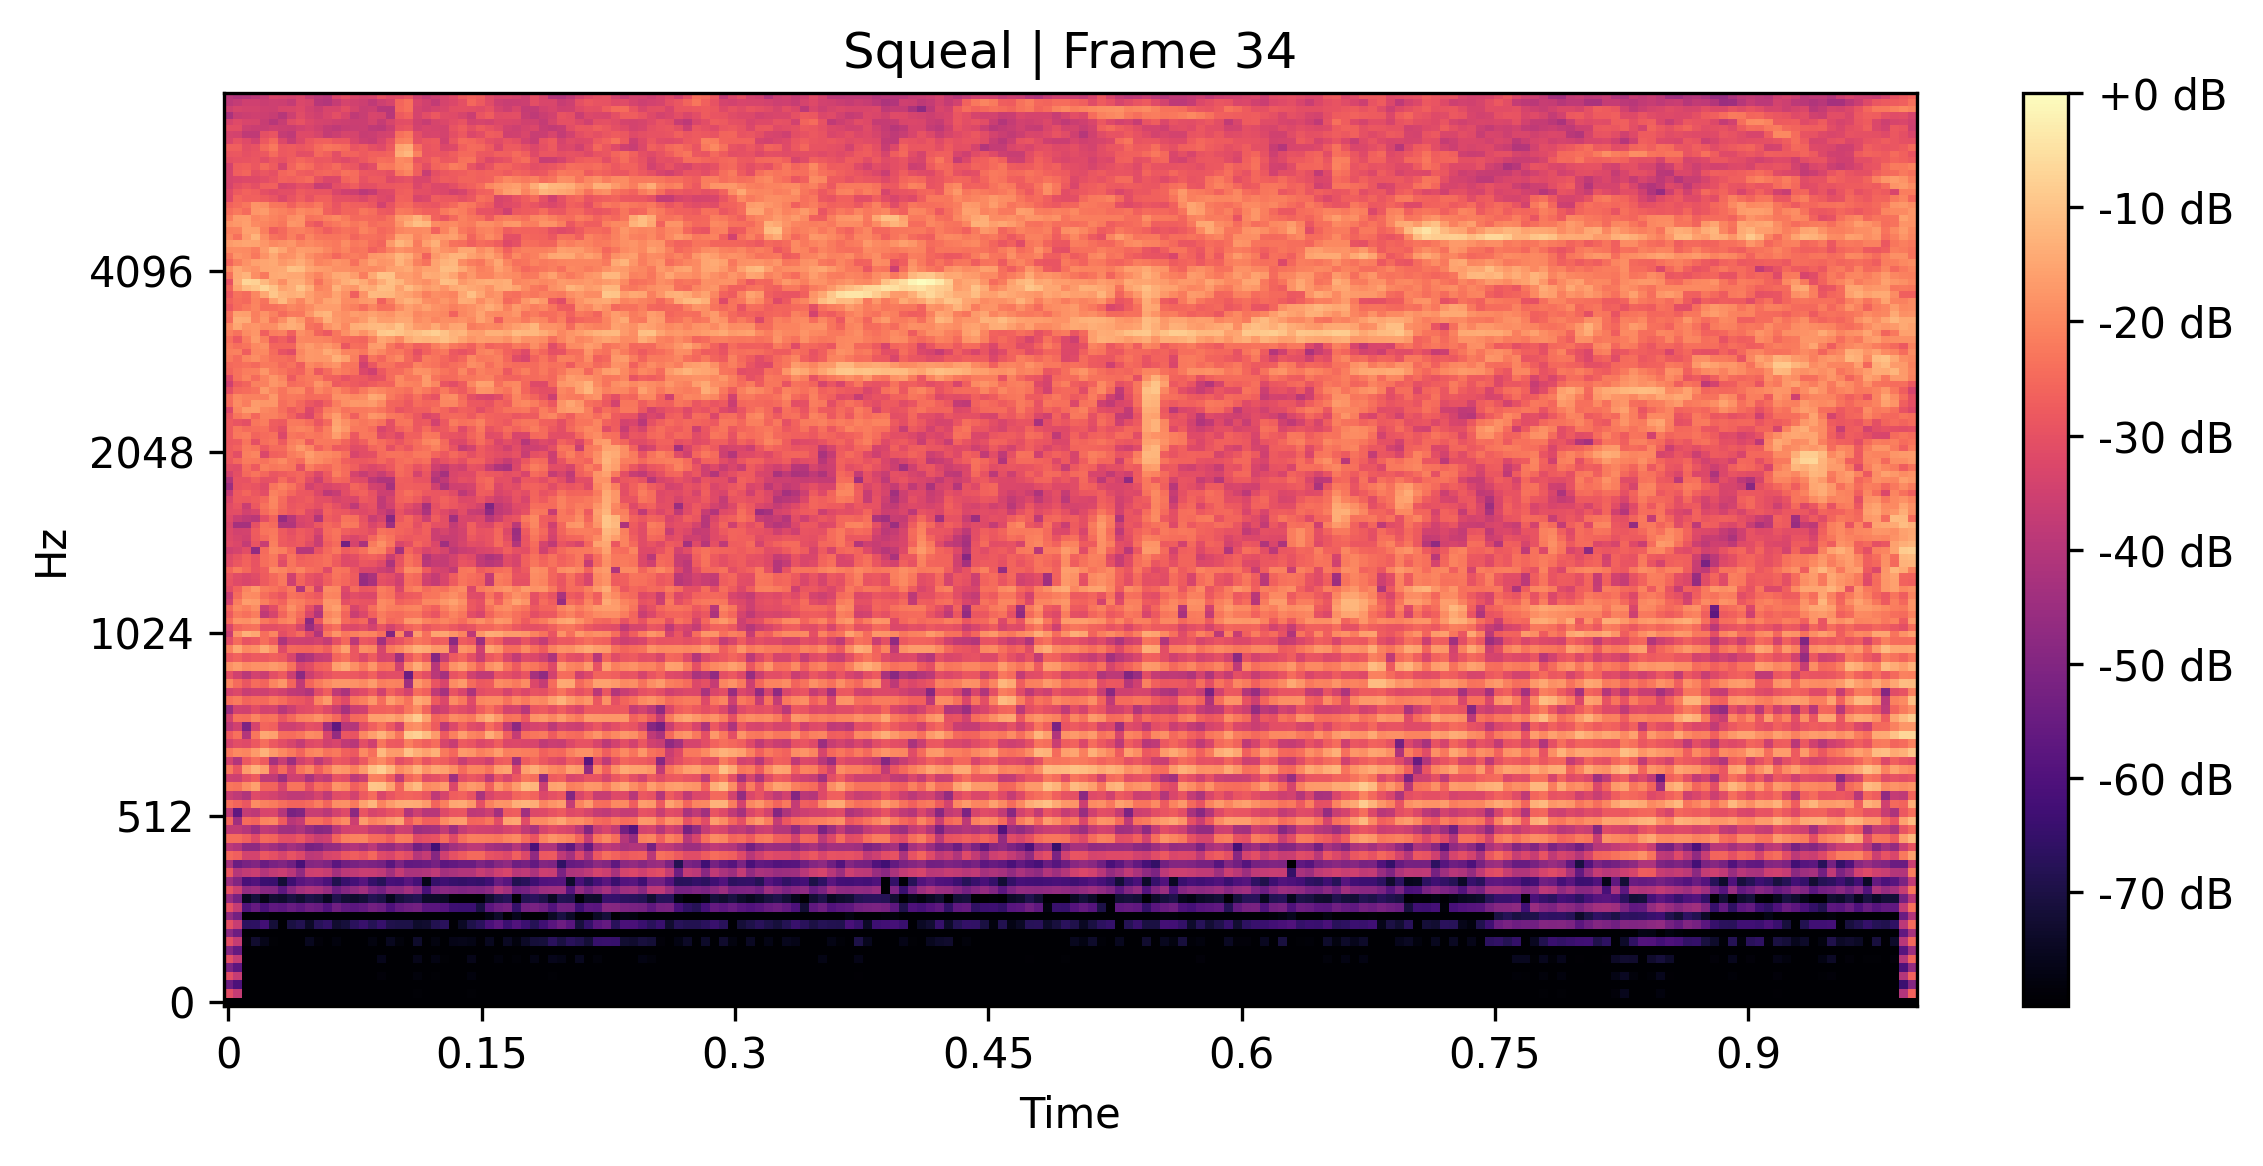 Squeal | Frame 34
+0 dB
-10 dB
-20 dB
-30 dB
-40 dB
-50 dB
-60 dB
-70 dB
Hz
4096
2048
1024
512
0
0 0.15 0.3 0.45 0.6 0.75 0.9
Time